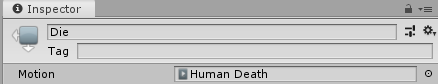 Inspector
Die
Tag
Motion Human Death